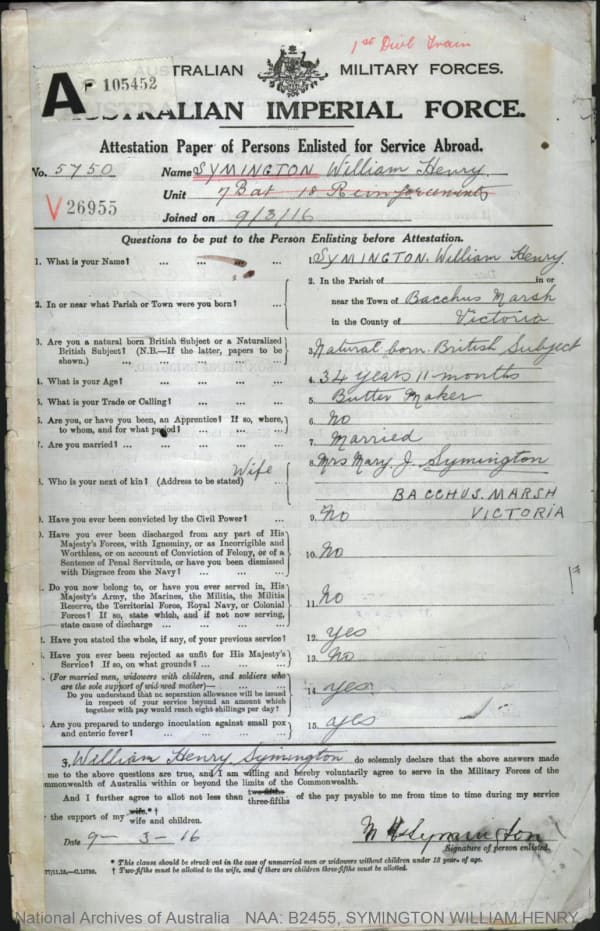 1st Divl Train
A
P 105452
AUSTRALIAN MILITARY FORCES.
AUSTRALIAN IMPERIAL FORCE.
Attestation Paper of Persons Enlisted for Service Abroad.
No. 5750 Name SYMINGTON William Henry
Unit 7 Bat 18 Reinforcements
V 26955
Joined on 9/3/16
Questions to be put to the Person Enlisting before Attestation.
1. What is your Name? ... ... ... ... 1. SYMINGTON. William Henry.
2. In or near what Parish or Town were you born? ... 2. In the Parish of in or
near the Town of Bacchus Marsh
in the County of Victoria
3. Are you a natural born British Subject or a Naturalized British Subject? (N.B.—If the latter, papers to be shown.) ... 3. Natural born British Subject
4. What is your Age? ... 4. 34 years 11 months
5. What is your Trade or Calling? ... 5. Butter Maker
6. Are you, or have you been, an Apprentice? If so, where, to whom, and for what period? ... 6. No
7. Are you married? ... 7. Married
8. Who is your next of kin? (Address to be stated) Wife 8. Mrs Mary. J. Symington
BACCHUS. MARSH
VICTORIA
9. Have you ever been convicted by the Civil Power? ... 9. No
0. Have you ever been discharged from any part of His Majesty's Forces, with Ignominy, or as Incorrigible and Worthless, or on account of Conviction of Felony, or of a Sentence of Penal Servitude, or have you been dismissed with Disgrace from the Navy? ... 10. No
1. Do you now belong to, or have you ever served in, His Majesty's Army, the Marines, the Militia, the Militia Reserve, the Territorial Force, Royal Navy, or Colonial Forces? If so, state which, and if not now serving, state cause of discharge ... 11. No
2. Have you stated the whole, if any, of your previous service? 12. yes
3. Have you ever been rejected as unfit for His Majesty's Service? If so, on what grounds? ... 13. No
(For married men, widowers with children, and soldiers who are the sole support of widowed mother)—
Do you understand that no separation allowance will be issued in respect of your service beyond an amount which together with pay would reach eight shillings per day? 14. yes
Are you prepared to undergo inoculation against small pox and enteric fever? ... 15. yes
I, William Henry Symington do solemnly declare that the above answers made
me to the above questions are true, and I am willing and hereby voluntarily agree to serve in the Military Forces of the
mmonwealth of Australia within or beyond the limits of the Commonwealth.
And I further agree to allot not less than two-fifths three-fifths of the pay payable to me from time to time during my service
the support of my wife.* † wife and children.
Date 9-3-16 W H Symington
Signature of person enlisted.
* This clause should be struck out in the case of unmarried men or widowers without children under 18 years of age.
† Two-fifths must be allotted to the wife, and if there are children three-fifths must be allotted.
National Archives of Australia NAA: B2455, SYMINGTON WILLIAM HENRY